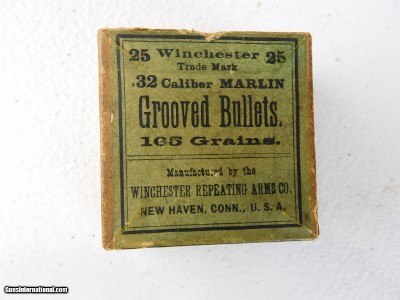 25 Winchester 25
Trade Mark
.32 Caliber MARLIN
Grooved Bullets.
165 Grains.
Manufactured by the
WINCHESTER REPEATING ARMS CO.
NEW HAVEN, CONN., U. S. A.
GunsInternational.com